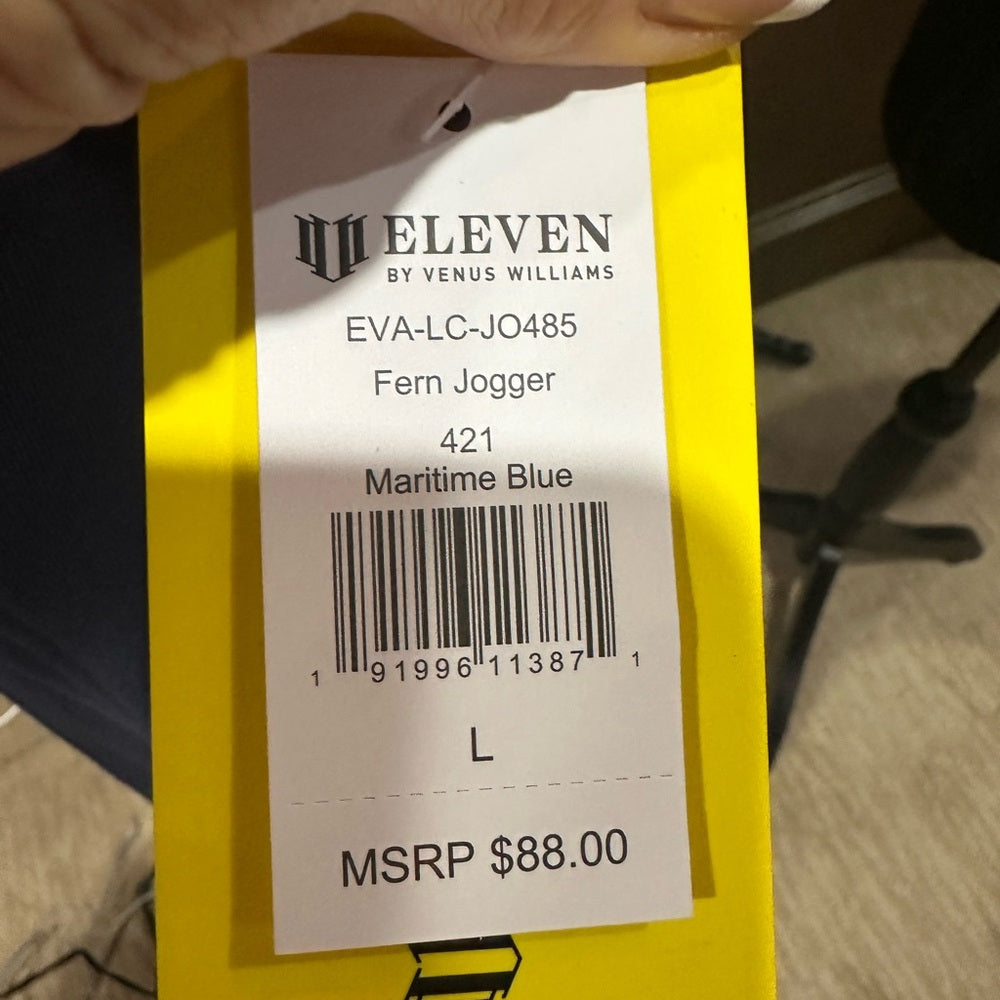 ELEVEN
BY VENUS WILLIAMS
EVA-LC-JO485
Fern Jogger
421
Maritime Blue
1 91996 11387 1
L
MSRP $88.00